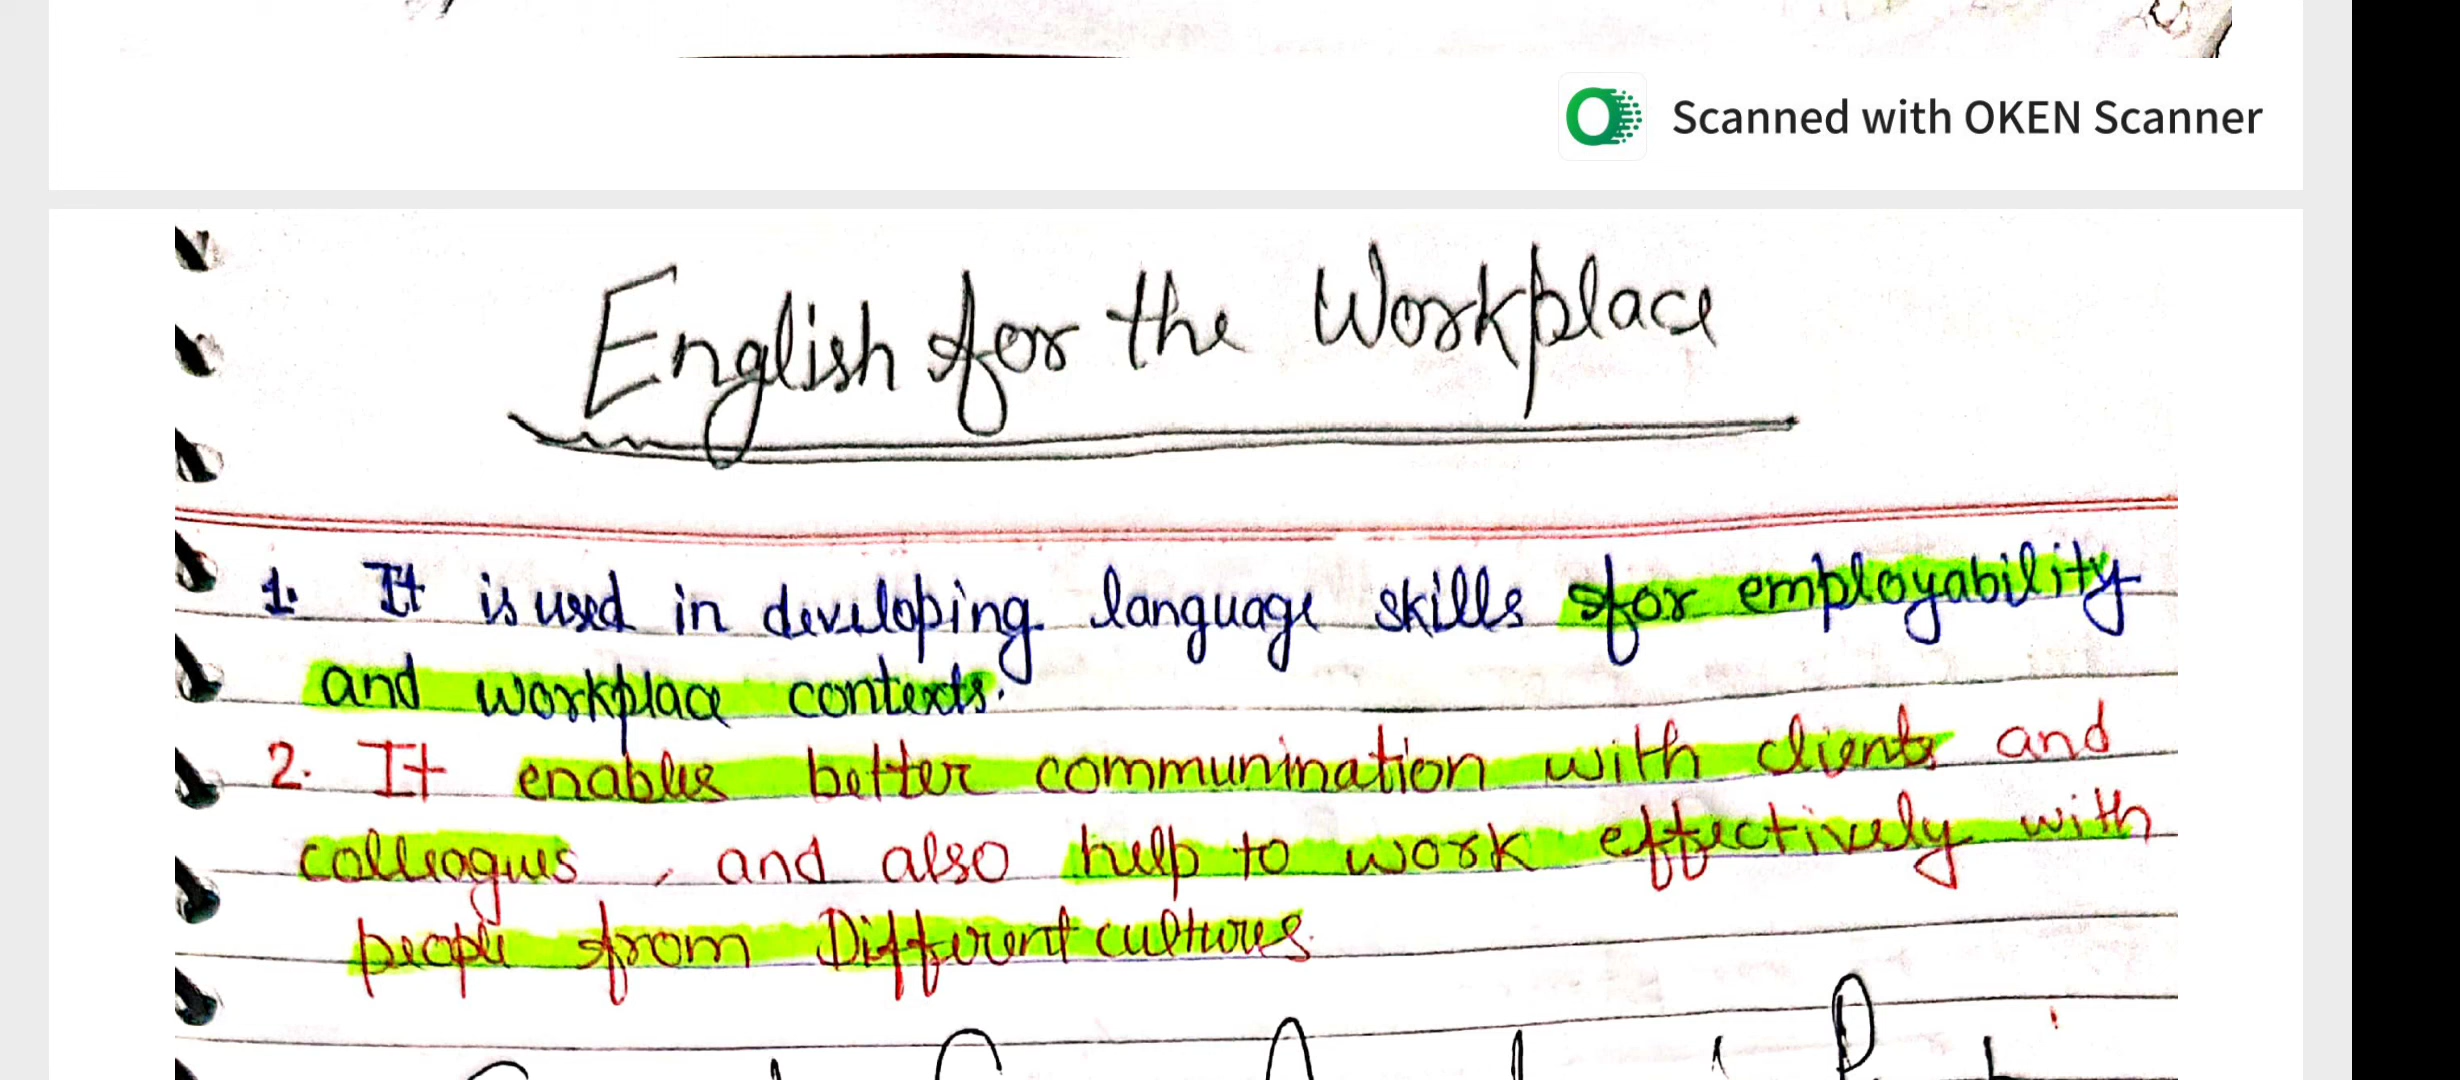 Scanned with OKEN Scanner
English for the Workplace
1. It is used in developing language skills for employability
and workplace contexts.
2. It enables better communination with clients and
colleagues, and also help to work effectively with
people from Different cultures.